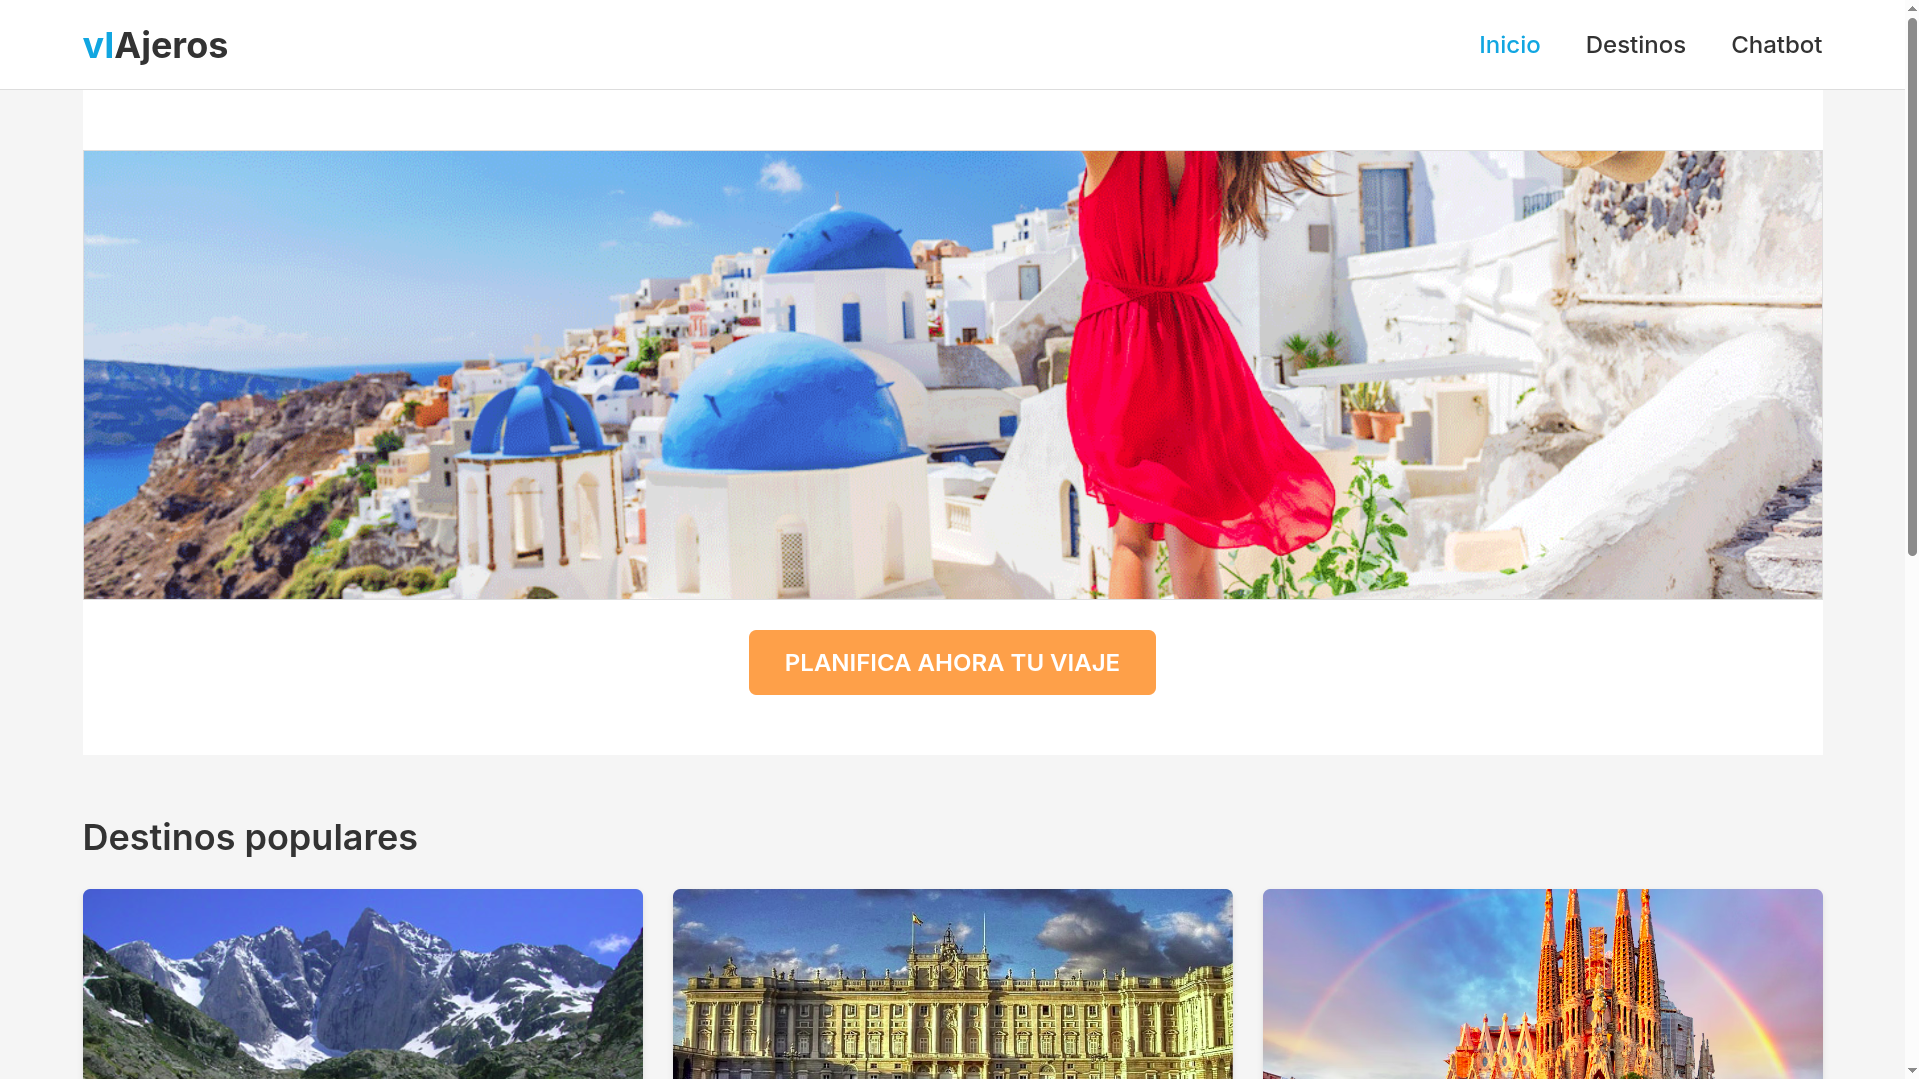 vIAjeros
Inicio
Destinos
Chatbot
PLANIFICA AHORA TU VIAJE
Destinos populares